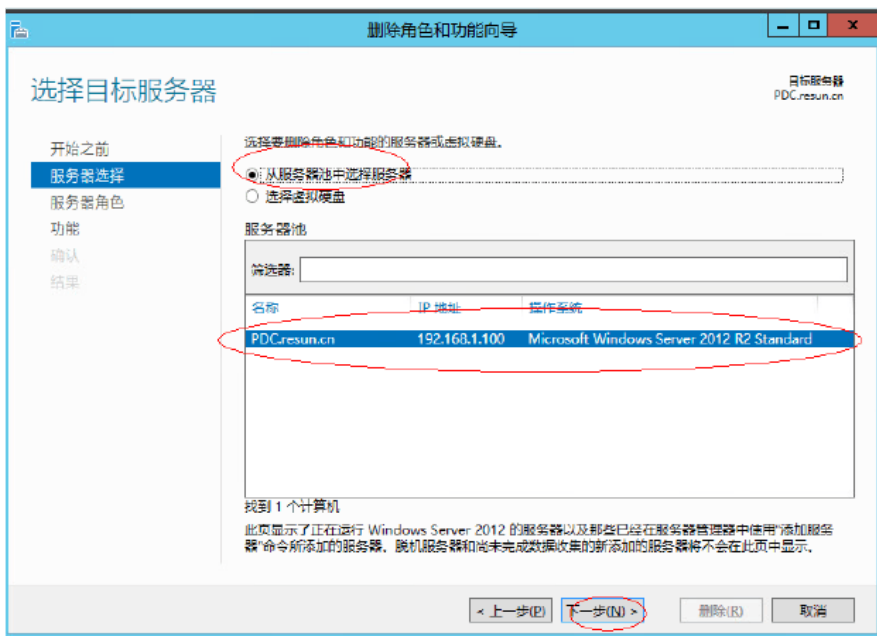 删除角色和功能向导
选择目标服务器
目标服务器
PDC.resun.cn
开始之前
服务器选择
服务器角色
功能
确认
结果
选择要删除角色和功能的服务器或虚拟硬盘。
从服务器池中选择服务器
选择虚拟硬盘
服务器池
筛选器:
名称 IP 地址 操作系统
PDC.resun.cn 192.168.1.100 Microsoft Windows Server 2012 R2 Standard
找到 1 个计算机
此页显示了正在运行 Windows Server 2012 的服务器以及那些已经在服务器管理器中使用"添加服务
器"命令所添加的服务器。脱机服务器和尚未完成数据收集的新添加的服务器将不会在此页中显示。
< 上一步(P) 下一步(N) > 删除(R) 取消